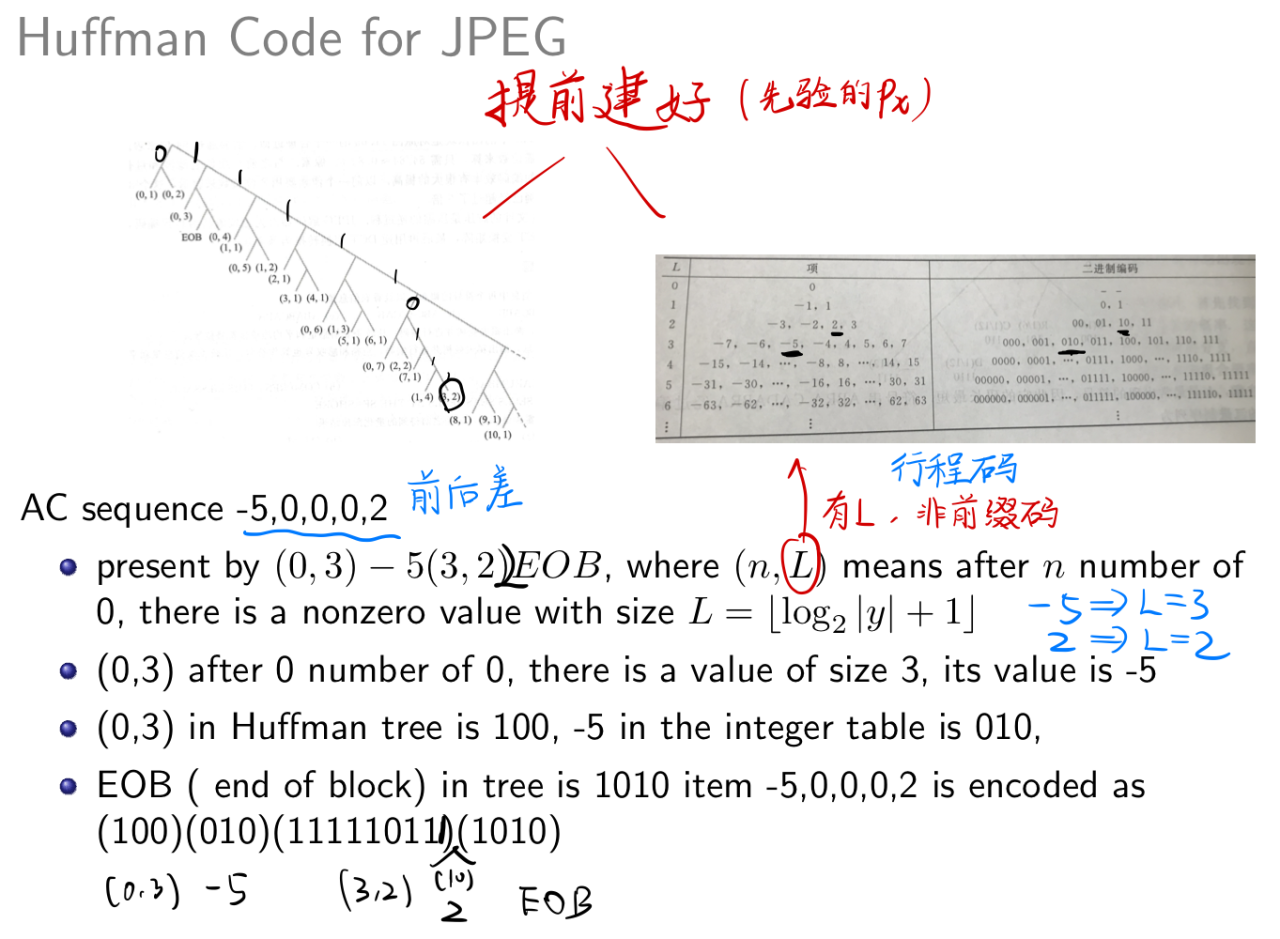 Huffman Code for JPEG
提前建好（先验的Px）
0 1
1
1
1
1
0
1
1
(0, 1) (0, 2)
(0, 3)
EOB (0, 4)
(1, 1)
(0, 5) (1, 2)
(2, 1)
(3, 1) (4, 1)
(0, 6) (1, 3)
(5, 1) (6, 1)
(0, 7) (2, 2)
(7, 1)
(1, 4) (3, 2)
(8, 1) (9, 1)
(10, 1)
L 项 二进制编码
0 0 - -
1 -1, 1 0, 1
2 -3, -2, 2, 3 00, 01, 10, 11
3 -7, -6, -5, -4, 4, 5, 6, 7 000, 001, 010, 011, 100, 101, 110, 111
4 -15, -14, …, -8, 8, …, 14, 15 0000, 0001, …, 0111, 1000, …, 1110, 1111
5 -31, -30, …, -16, 16, …, 30, 31 00000, 00001, …, 01111, 10000, …, 11110, 11111
6 -63, -62, …, -32, 32, …, 62, 63 000000, 000001, …, 011111, 100000, …, 111110, 111111
⋮ ⋮ ⋮
行程码
有L，非前缀码
AC sequence -5,0,0,0,2 前后差
present by (0, 3) − 5(3, 2)2EOB, where (n, L) means after n number of
0, there is a nonzero value with size L = ⌊log₂ |y| + 1⌋
-5 ⇒ L=3
2 ⇒ L=2
(0,3) after 0 number of 0, there is a value of size 3, its value is -5
(0,3) in Huffman tree is 100, -5 in the integer table is 010,
EOB ( end of block) in tree is 1010 item -5,0,0,0,2 is encoded as
(100)(010)(111110111)(1010)
(0,3) -5 (3,2) (10) EOB
2